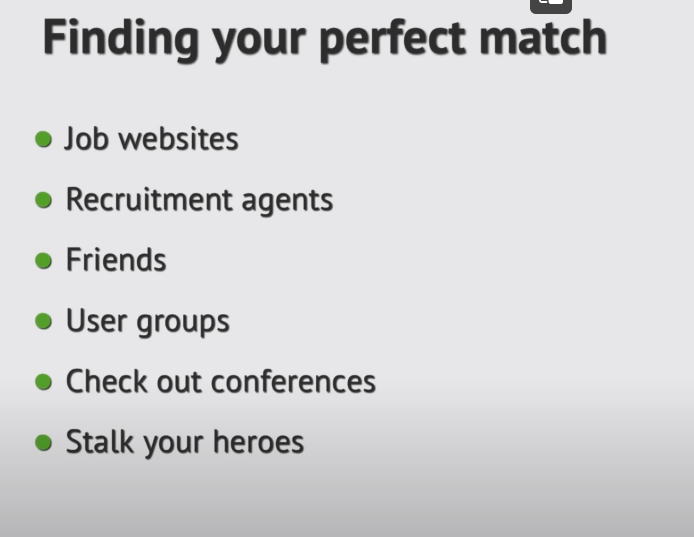 Finding your perfect match
Job websites
Recruitment agents
Friends
User groups
Check out conferences
Stalk your heroes